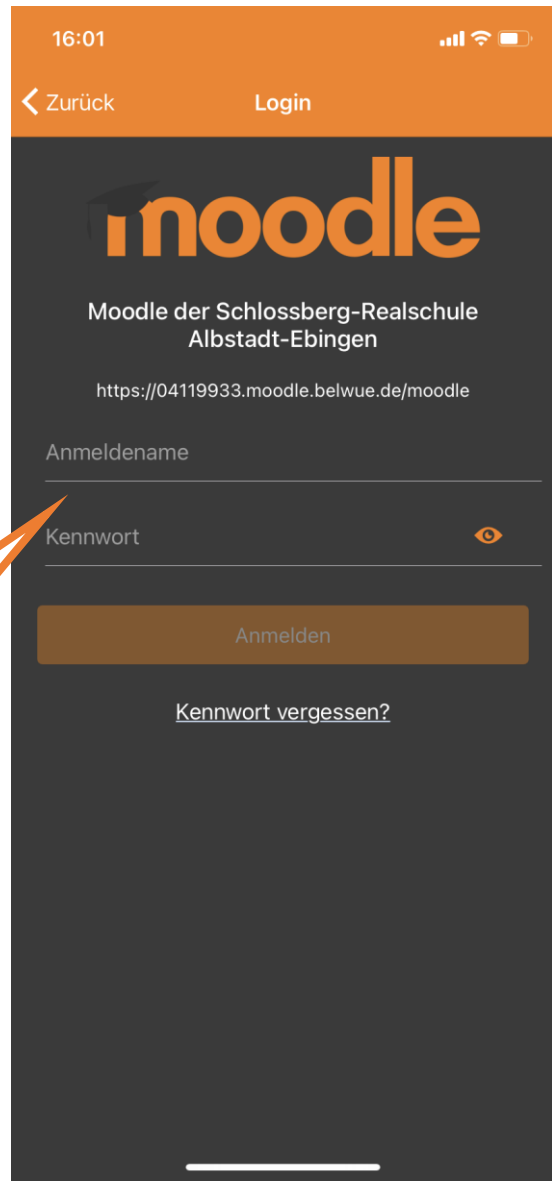 16:01
Zurück
Login
moodle
Moodle der Schlossberg-Realschule
Albstadt-Ebingen
https://04119933.moodle.belwue.de/moodle
Anmeldename
Kennwort
Anmelden
Kennwort vergessen?